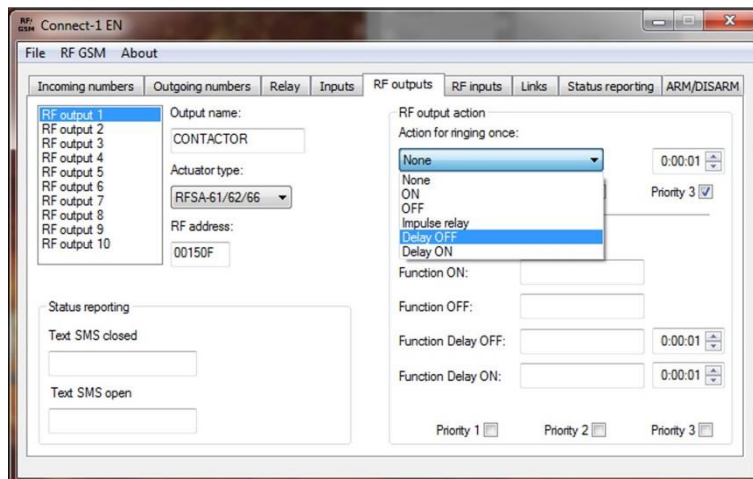 RF/
GSM Connect-1 EN
File RF GSM About
Incoming numbers Outgoing numbers Relay Inputs RF outputs RF inputs Links Status reporting ARM/DISARM
RF output 1
RF output 2
RF output 3
RF output 4
RF output 5
RF output 6
RF output 7
RF output 8
RF output 9
RF output 10
Output name:
CONTACTOR
Actuator type:
RFSA-61/62/66
RF address:
00150F
Status reporting
Text SMS closed
Text SMS open
RF output action
Action for ringing once:
None 0:00:01
None
ON
OFF
Impulse relay
Delay OFF
Delay ON
Priority 3
Function ON:
Function OFF:
Function Delay OFF: 0:00:01
Function Delay ON: 0:00:01
Priority 1 Priority 2 Priority 3